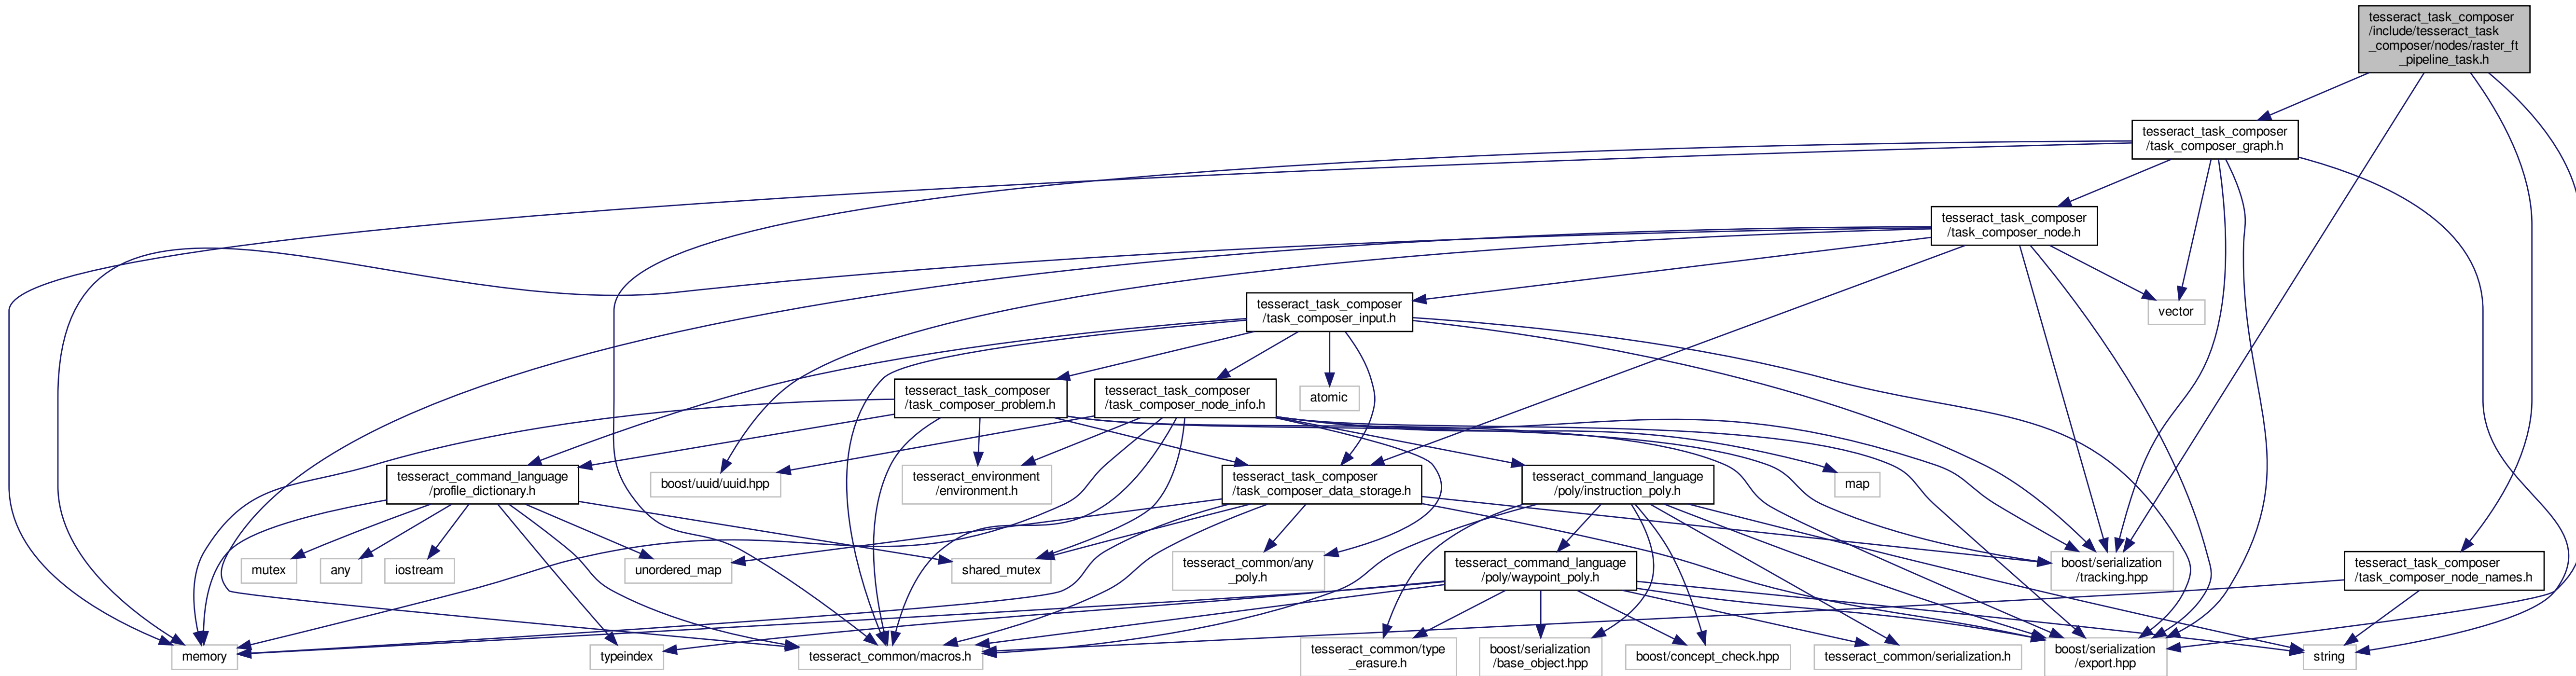 tesseract_task_composer
/include/tesseract_task
_composer/nodes/raster_ft
_pipeline_task.h
tesseract_task_composer
/task_composer_graph.h
tesseract_task_composer
/task_composer_node.h
tesseract_task_composer
/task_composer_input.h
vector
tesseract_task_composer
/task_composer_problem.h
tesseract_task_composer
/task_composer_node_info.h
atomic
tesseract_command_language
/profile_dictionary.h
boost/uuid/uuid.hpp
tesseract_environment
/environment.h
tesseract_task_composer
/task_composer_data_storage.h
tesseract_command_language
/poly/instruction_poly.h
map
mutex
any
iostream
unordered_map
shared_mutex
tesseract_common/any
_poly.h
tesseract_command_language
/poly/waypoint_poly.h
boost/serialization
/tracking.hpp
tesseract_task_composer
/task_composer_node_names.h
memory
typeindex
tesseract_common/macros.h
tesseract_common/type
_erasure.h
boost/serialization
/base_object.hpp
boost/concept_check.hpp
tesseract_common/serialization.h
boost/serialization
/export.hpp
string